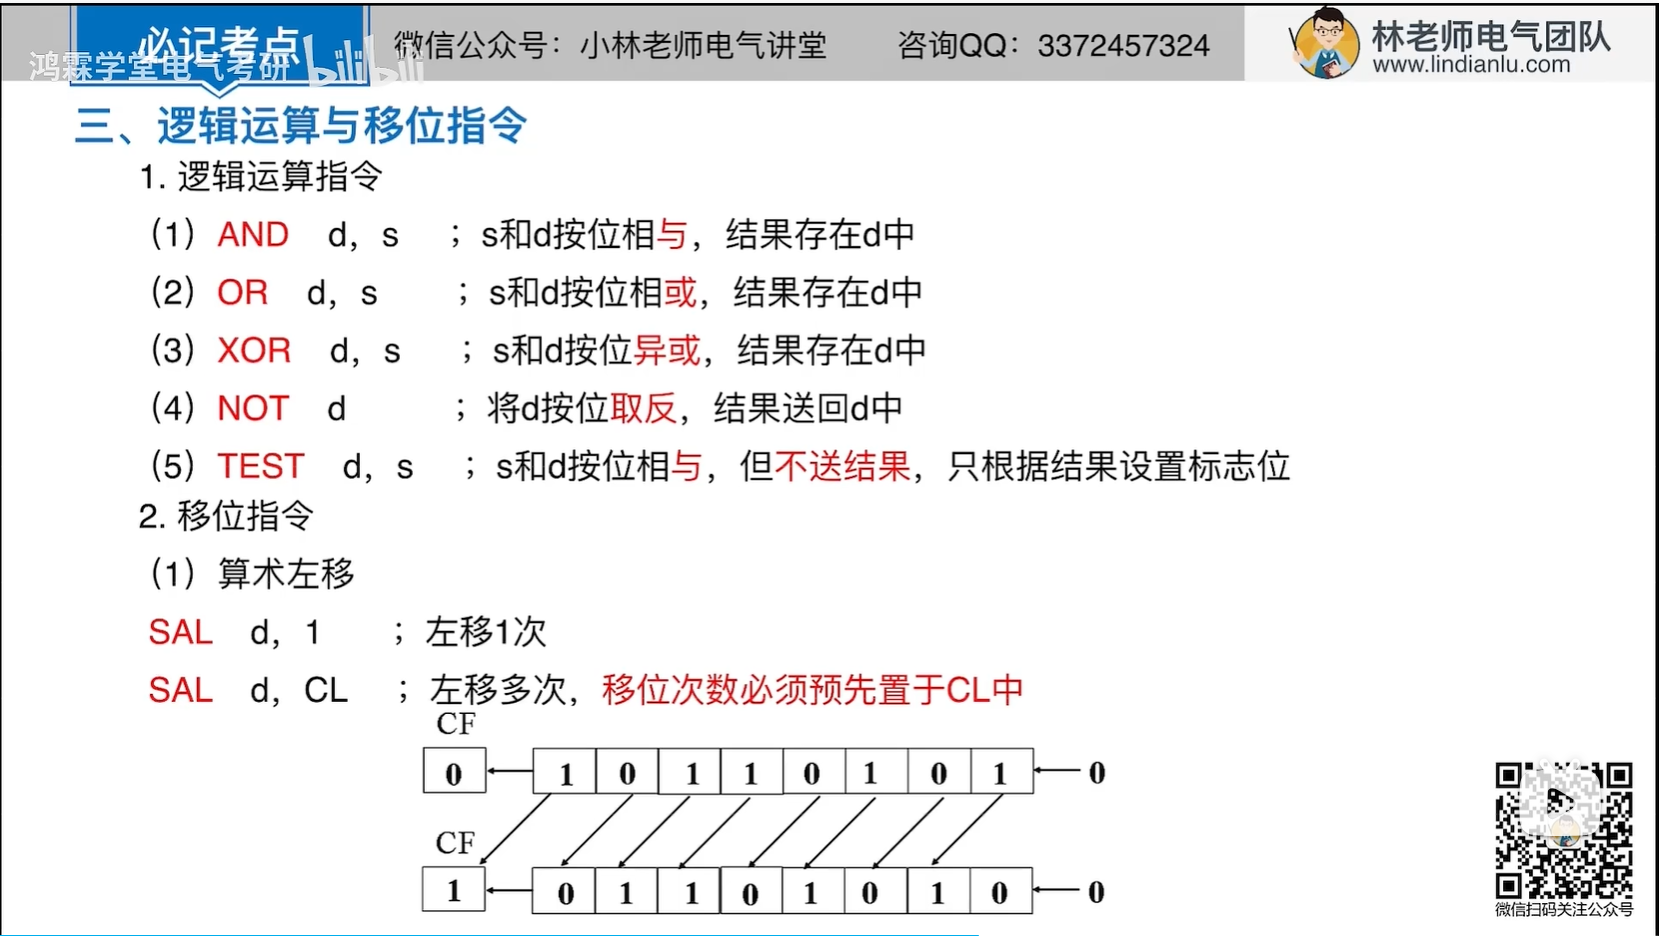 必记考点
鸿霖学堂电气考研 bilibili
微信公众号：小林老师电气讲堂 咨询QQ：3372457324
林老师电气团队
www.lindianlu.com
三、逻辑运算与移位指令
1. 逻辑运算指令
（1）AND d，s ；s和d按位相与，结果存在d中
（2）OR d，s ；s和d按位相或，结果存在d中
（3）XOR d，s ；s和d按位异或，结果存在d中
（4）NOT d ；将d按位取反，结果送回d中
（5）TEST d，s ；s和d按位相与，但不送结果，只根据结果设置标志位
2. 移位指令
（1）算术左移
SAL d，1 ；左移1次
SAL d，CL ；左移多次，移位次数必须预先置于CL中
CF
0 1 0 1 1 0 1 0 1 0
CF
1 0 1 1 0 1 0 1 0 0
微信扫码关注公众号